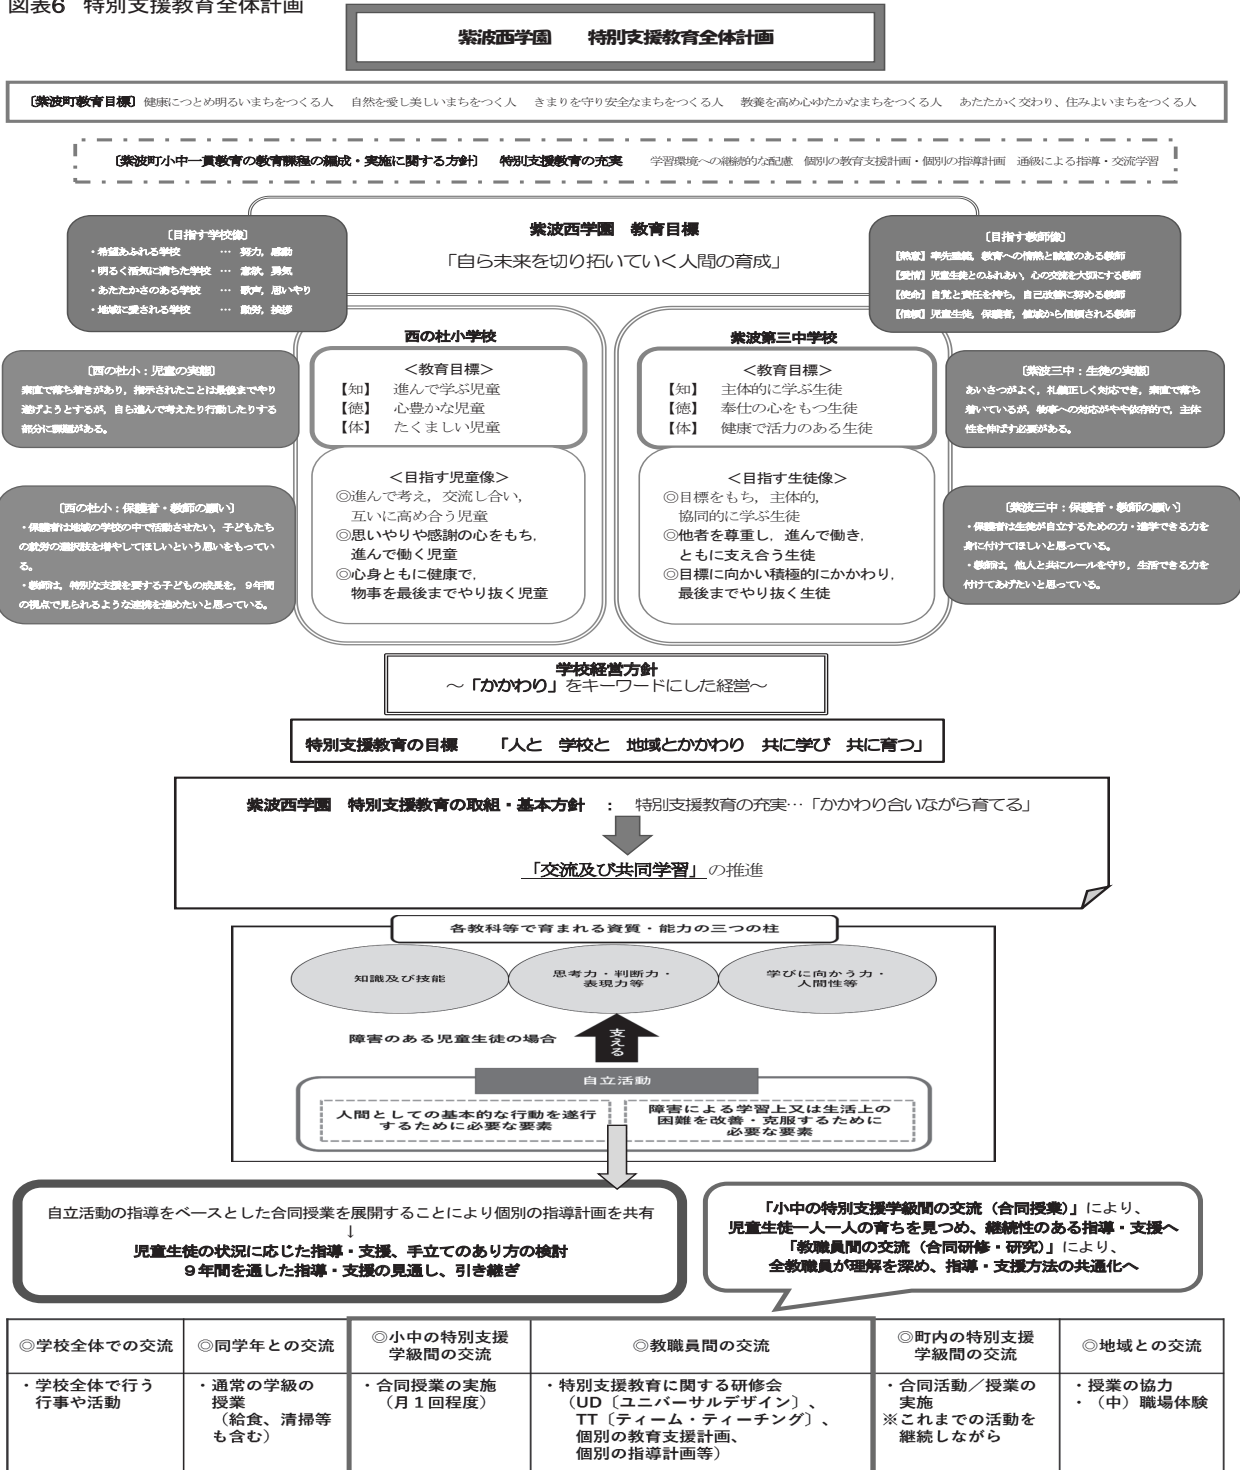 図表6 特別支援教育全体計画
紫波西学園　特別支援教育全体計画
〔紫波町教育目標〕 健康につとめ明るいまちをつくる人　自然を愛し美しいまちをつく人　きまりを守り安全なまちをつくる人　教養を高め心ゆたかなまちをつくる人　あたたかく交わり、住みよいまちをつくる人
〔紫波町小中一貫教育の教育課程の編成・実施に関する方針〕　特別支援教育の充実　学習環境への継続的な配慮　個別の教育支援計画・個別の指導計画　通級による指導・交流学習
紫波西学園　教育目標
「自ら未来を切り拓いていく人間の育成」
〔目指す学校像〕
・希望あふれる学校 … 努力，感動
・明るく活気に満ちた学校 … 意欲，勇気
・あたたかさのある学校 … 歌声，思いやり
・地域に愛される学校 … 勤労，挨拶
〔目指す教師像〕
【熱意】率先垂範，教育への情熱と誠意のある教師
【愛情】児童生徒とのふれあい，心の交流を大切にする教師
【使命】自覚と責任を持ち，自己改善に努める教師
【信頼】児童生徒，保護者，地域から信頼される教師
〔西の杜小：児童の実態〕
素直で落ち着きがあり，指示されたことは最後までやり
遂げようとするが，自ら進んで考えたり行動したりする
部分に課題がある。
〔西の杜小：保護者・教師の願い〕
・保護者は地域の学校の中で活動させたい，子どもたち
の就労の選択肢を増やしてほしいという思いをもってい
る。
・教師は，特別な支援を要する子どもの成長を，９年間
の視点で見られるような連携を進めたいと思っている。
西の杜小学校
＜教育目標＞
【知】　進んで学ぶ児童
【徳】　心豊かな児童
【体】　たくましい児童
＜目指す児童像＞
◎進んで考え，交流し合い，
互いに高め合う児童
◎思いやりや感謝の心をもち，
進んで働く児童
◎心身ともに健康で，
物事を最後までやり抜く児童
紫波第三中学校
＜教育目標＞
【知】　主体的に学ぶ生徒
【徳】　奉仕の心をもつ生徒
【体】　健康で活力のある生徒
＜目指す生徒像＞
◎目標をもち，主体的，
協同的に学ぶ生徒
◎他者を尊重し，進んで働き，
ともに支え合う生徒
◎目標に向かい積極的にかかわり，
最後までやり抜く生徒
〔紫波三中：生徒の実態〕
あいさつがよく，礼儀正しく対応でき，素直で落ち
着いているが，物事への対応がやや依存的で，主体
性を伸ばす必要がある。
〔紫波三中：保護者・教師の願い〕
・保護者は生徒が自立するための力・進学できる力を
身に付けてほしいと思っている。
・教師は，他人と共にルールを守り，生活できる力を
付けてあげたいと思っている。
学校経営方針
～「かかわり」をキーワードにした経営～
特別支援教育の目標　「人と　学校と　地域とかかわり　共に学び　共に育つ」
紫波西学園　特別支援教育の取組・基本方針　：　特別支援教育の充実…「かかわり合いながら育てる」
「交流及び共同学習」の推進
各教科等で育まれる資質・能力の三つの柱
知識及び技能
思考力・判断力・
表現力等
学びに向かう力・
人間性等
障害のある児童生徒の場合
支える
自立活動
人間としての基本的な行動を遂行
するために必要な要素
障害による学習上又は生活上の
困難を改善・克服するために
必要な要素
自立活動の指導をベースとした合同授業を展開することにより個別の指導計画を共有
↓
児童生徒の状況に応じた指導・支援、手立てのあり方の検討
９年間を通した指導・支援の見通し、引き継ぎ
「小中の特別支援学級間の交流（合同授業）」により、
児童生徒一人一人の育ちを見つめ、継続性のある指導・支援へ
「教職員間の交流（合同研修・研究）」により、
全教職員が理解を深め、指導・支援方法の共通化へ
◎学校全体での交流
・学校全体で行う
行事や活動
◎同学年との交流
・通常の学級の
授業
（給食、清掃等
も含む）
◎小中の特別支援
学級間の交流
・合同授業の実施
（月１回程度）
◎教職員間の交流
・特別支援教育に関する研修会
（UD〔ユニバーサルデザイン〕、
TT〔ティーム・ティーチング〕、
個別の教育支援計画、
個別の指導計画等）
◎町内の特別支援
学級間の交流
・合同活動／授業の
実施
※これまでの活動を
継続しながら
◎地域との交流
・授業の協力
・（中）職場体験